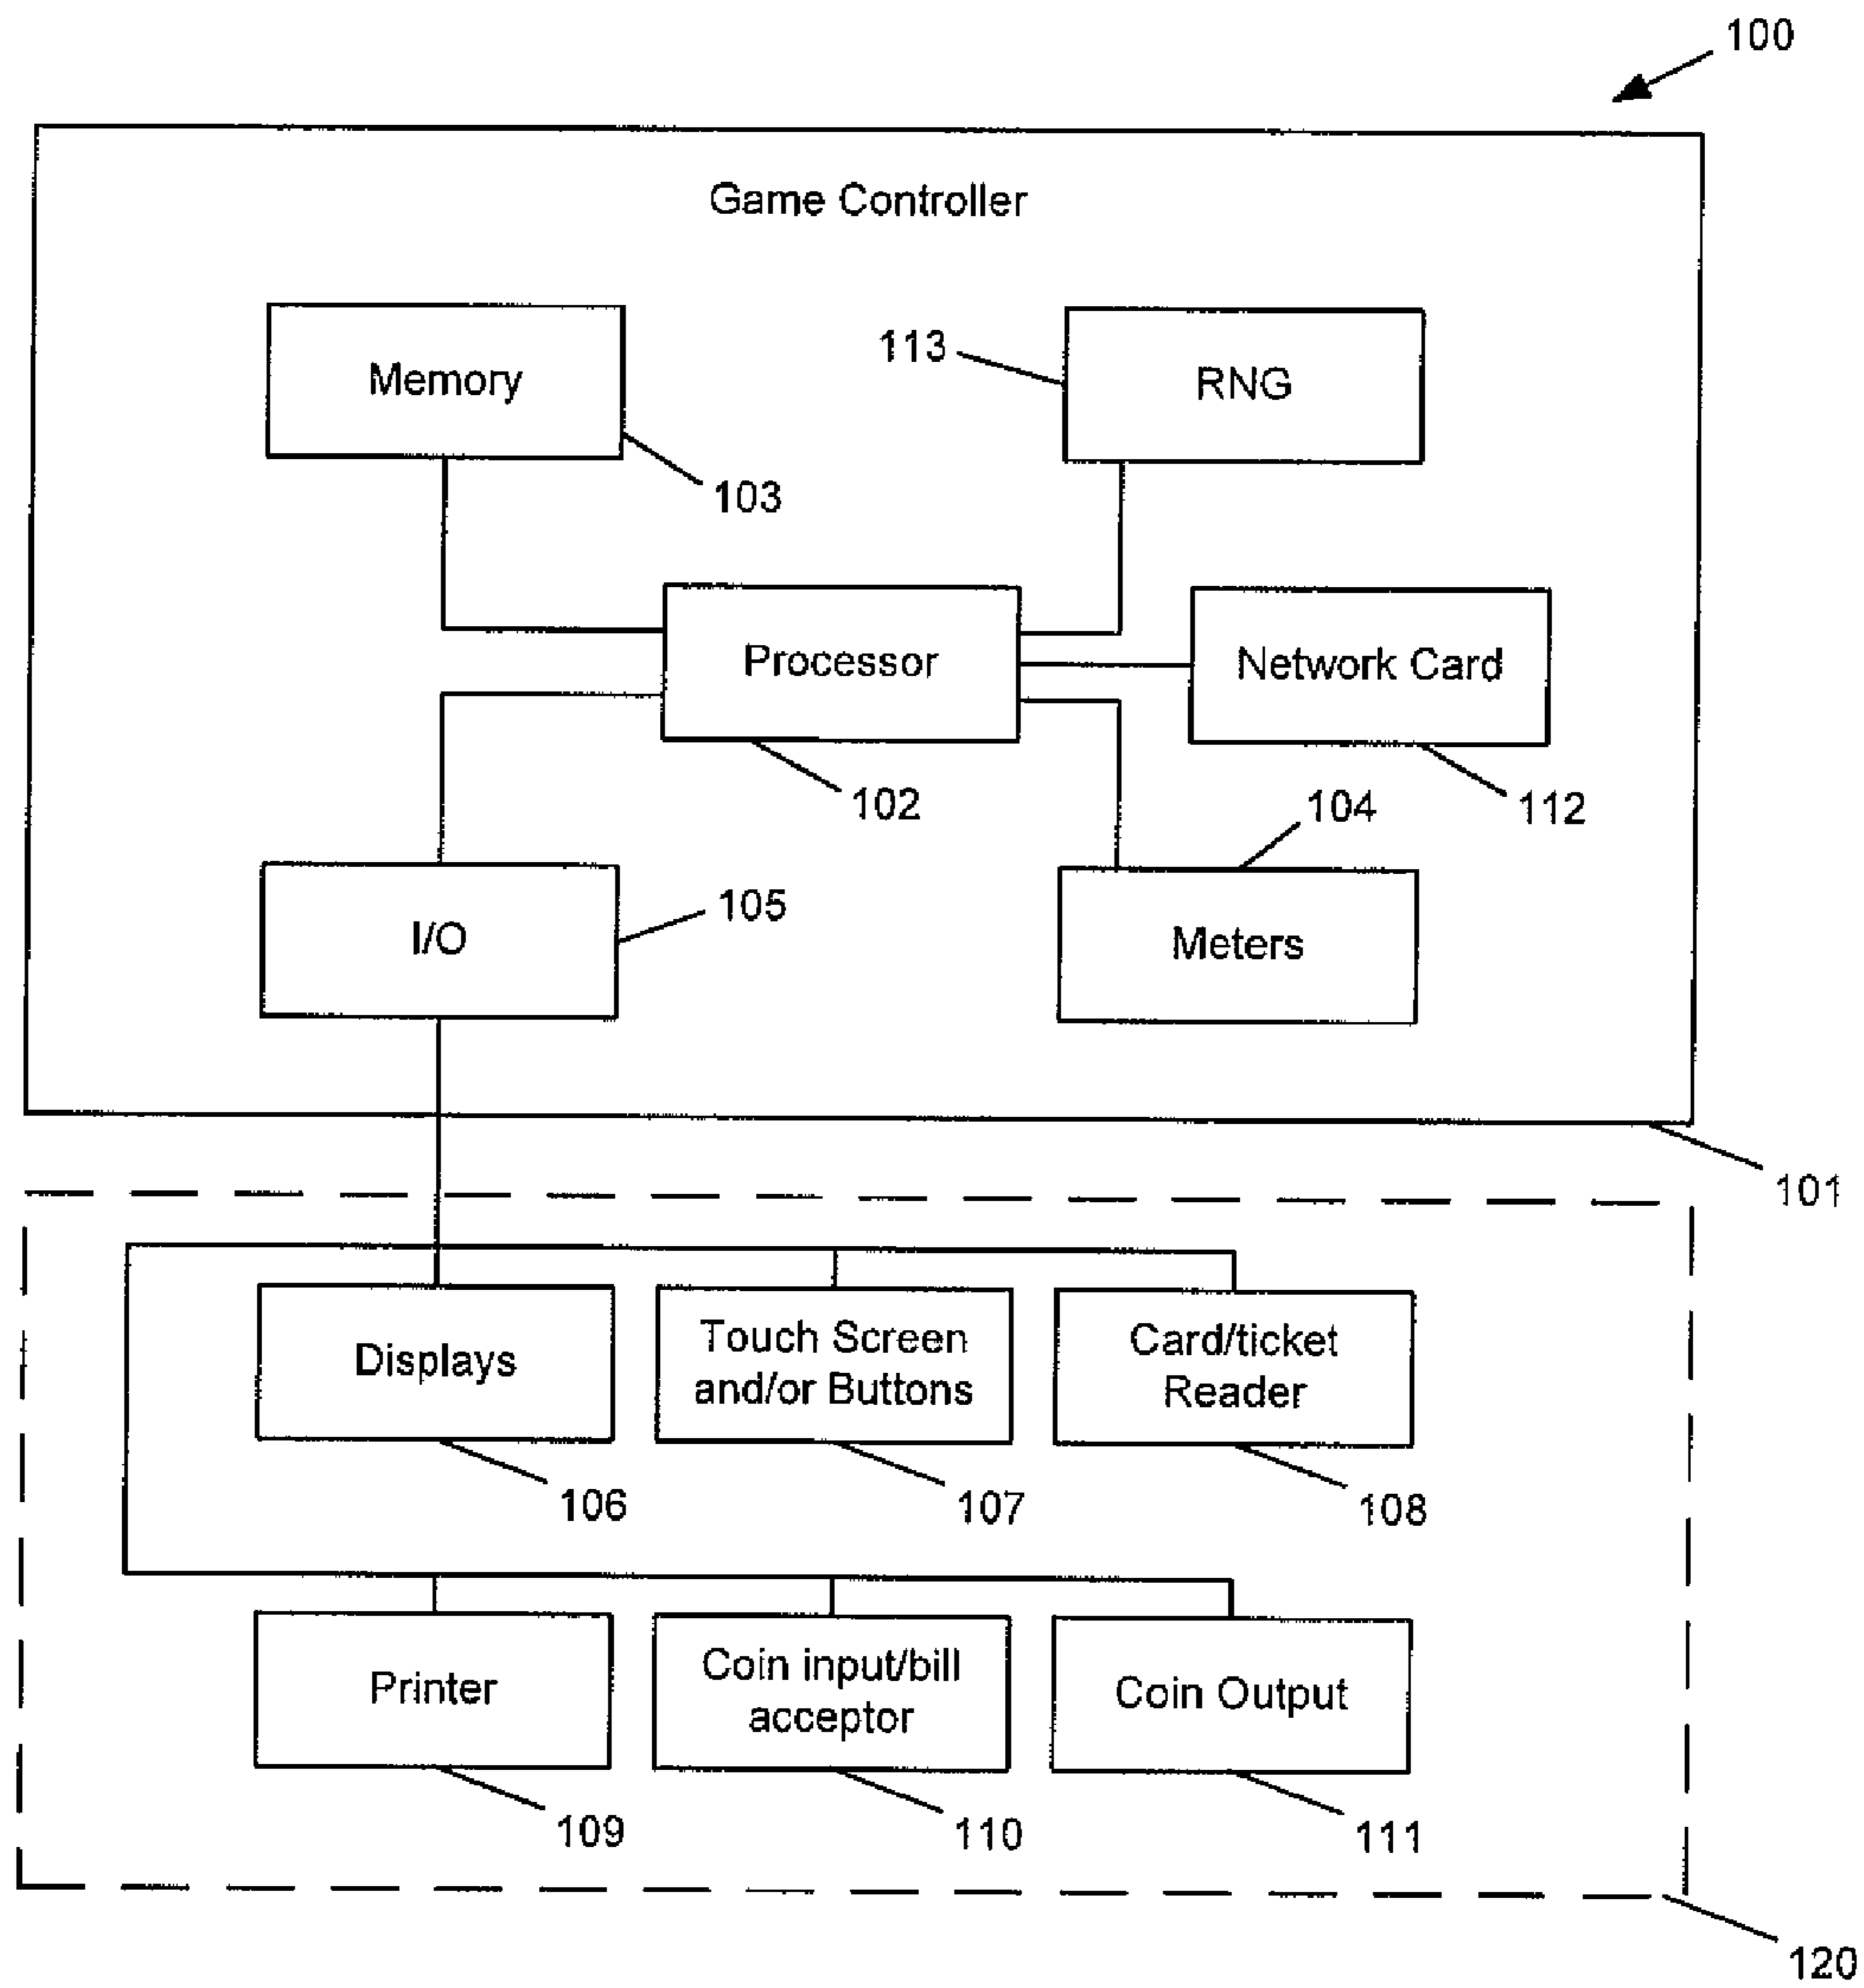 100
Game Controller
Memory
113
RNG
103
Processor
Network Card
102
104
112
I/O
105
Meters
101
Displays
Touch Screen
and/or Buttons
Card/ticket
Reader
106
107
108
Printer
Coin input/bill
acceptor
Coin Output
109
110
111
120